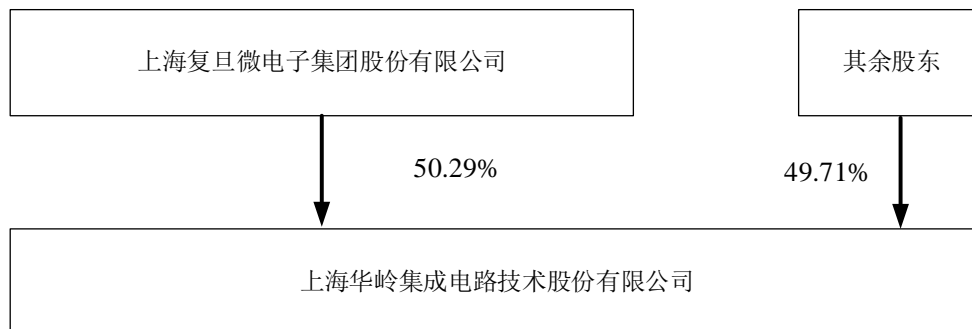 上海复旦微电子集团股份有限公司
其余股东
50.29%
49.71%
上海华岭集成电路技术股份有限公司